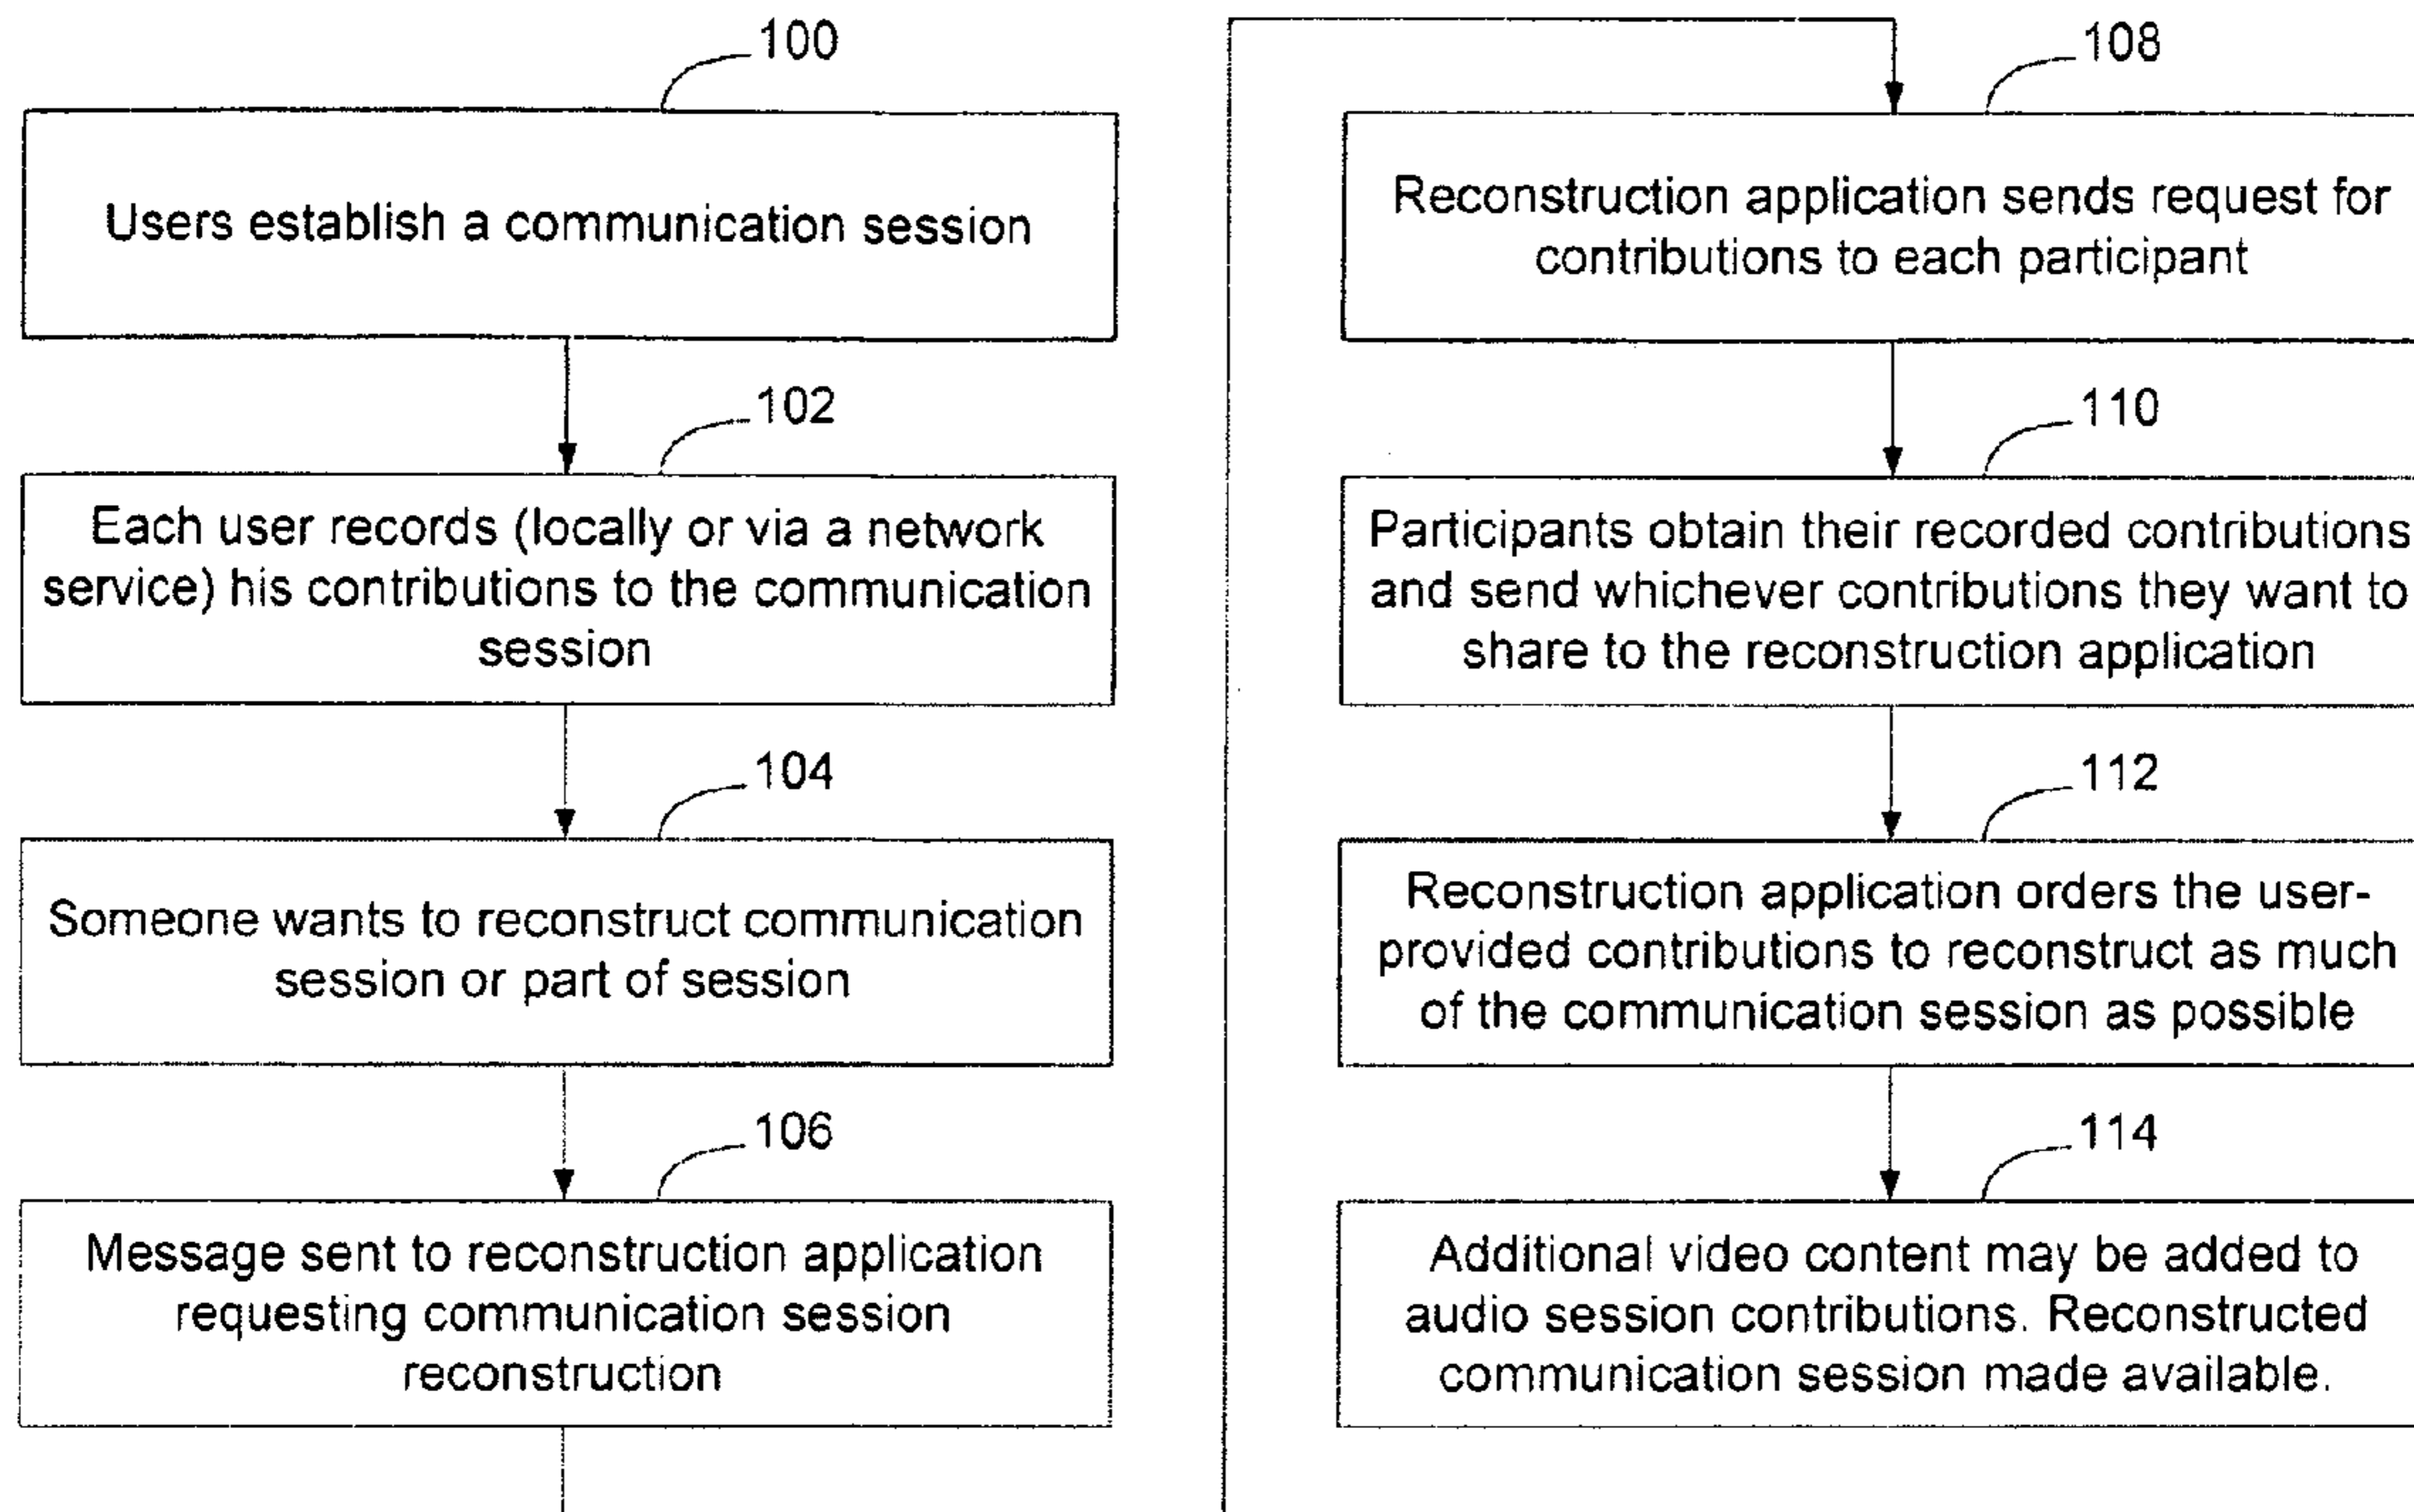 100
Users establish a communication session
102
Each user records (locally or via a network
service) his contributions to the communication
session
104
Someone wants to reconstruct communication
session or part of session
106
Message sent to reconstruction application
requesting communication session
reconstruction
108
Reconstruction application sends request for
contributions to each participant
110
Participants obtain their recorded contributions
and send whichever contributions they want to
share to the reconstruction application
112
Reconstruction application orders the user-
provided contributions to reconstruct as much
of the communication session as possible
114
Additional video content may be added to
audio session contributions. Reconstructed
communication session made available.